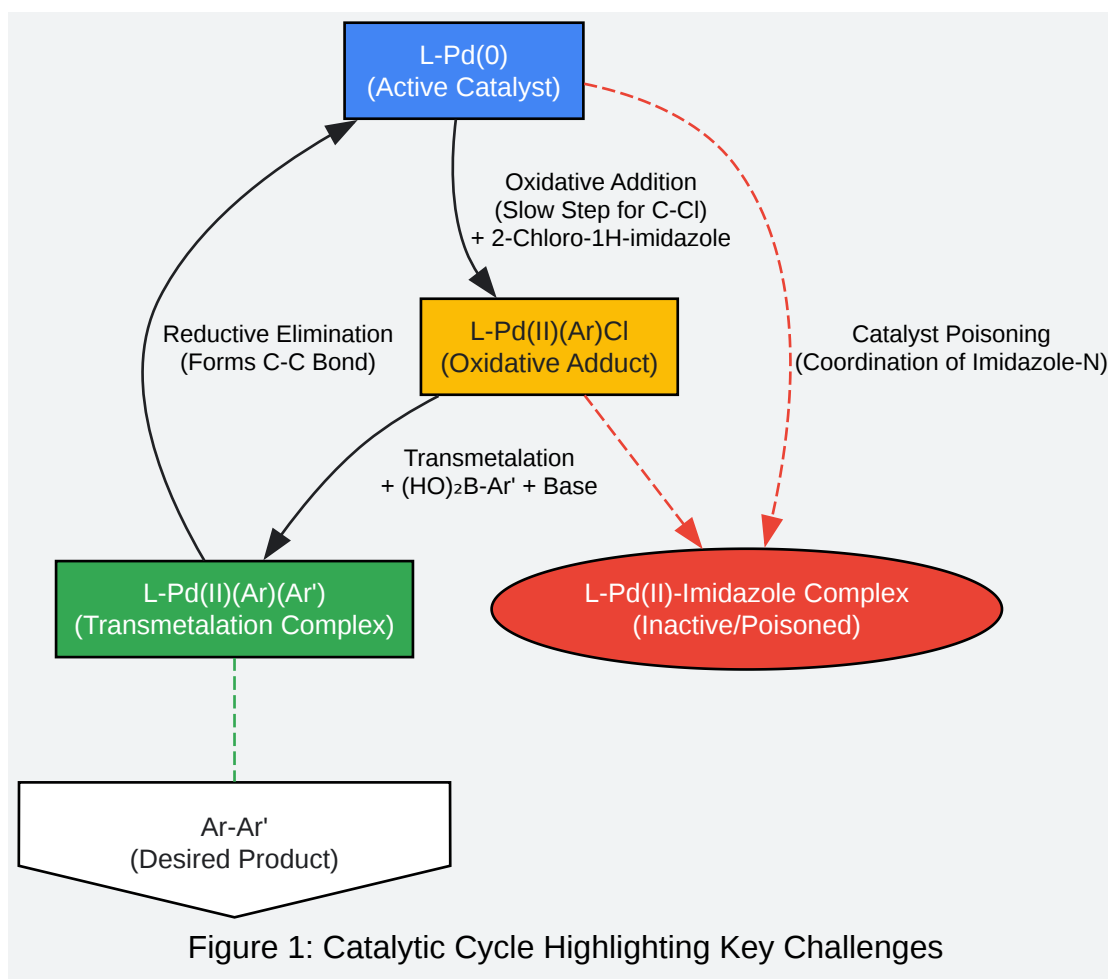 L-Pd(0)
(Active Catalyst)
Oxidative Addition
(Slow Step for C-Cl)
+ 2-Chloro-1H-imidazole
Reductive Elimination
(Forms C-C Bond)
L-Pd(II)(Ar)Cl
(Oxidative Adduct)
Catalyst Poisoning
(Coordination of Imidazole-N)
Transmetalation
+ (HO)₂B-Ar' + Base
L-Pd(II)(Ar)(Ar')
(Transmetalation Complex)
L-Pd(II)-Imidazole Complex
(Inactive/Poisoned)
Ar-Ar'
(Desired Product)
Figure 1: Catalytic Cycle Highlighting Key Challenges